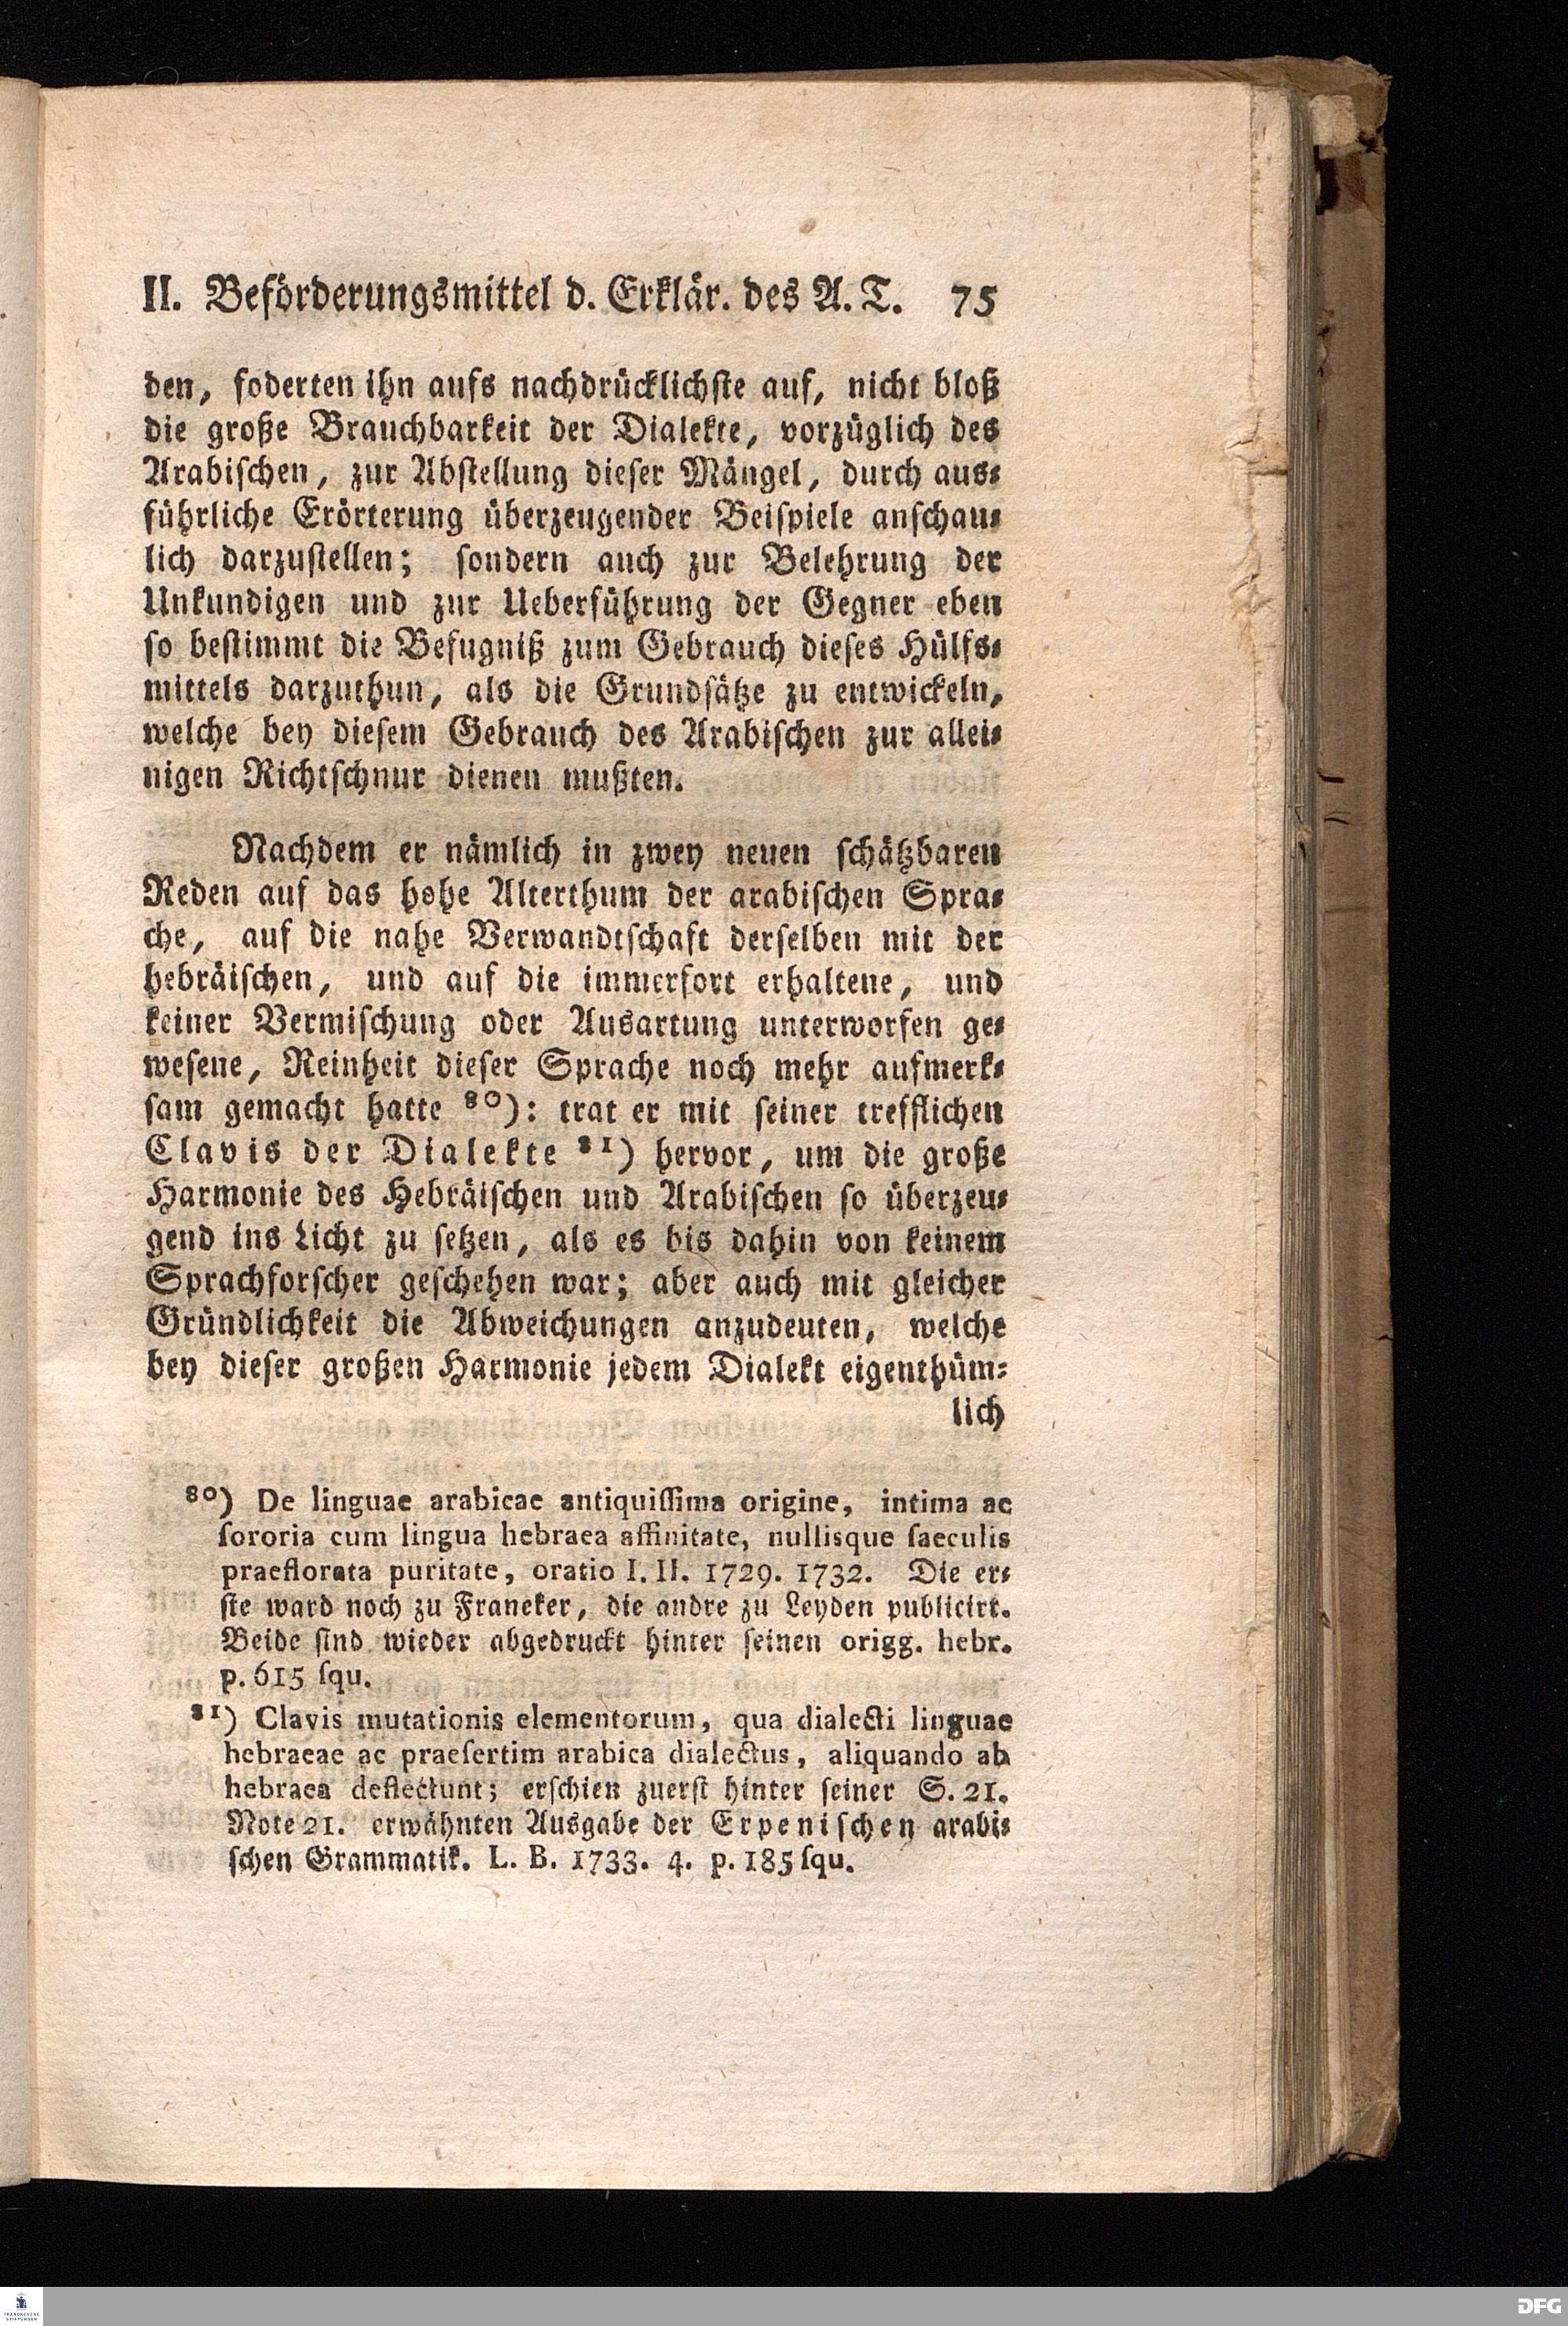 II. Beförderungsmittel d. Erklär. des A. T. 75
den, foderten ihn aufs nachdrücklichste auf, nicht bloß
die große Brauchbarkeit der Dialekte, vorzüglich des
Arabischen, zur Abstellung dieser Mängel, durch aus-
führliche Erörterung überzeugender Beispiele anschau-
lich darzustellen; sondern auch zur Belehrung der
Unkundigen und zur Ueberführung der Gegner eben
so bestimmt die Befugniß zum Gebrauch dieses Hülfs-
mittels darzuthun, als die Grundsätze zu entwickeln,
welche bey diesem Gebrauch des Arabischen zur allei-
nigen Richtschnur dienen mußten.
Nachdem er nämlich in zwey neuen schätzbaren
Reden auf das hohe Alterthum der arabischen Spra-
che, auf die nahe Verwandtschaft derselben mit der
hebräischen, und auf die immerfort erhaltene, und
keiner Vermischung oder Ausartung unterworfen ge-
wesene, Reinheit dieser Sprache noch mehr aufmerk-
sam gemacht hatte 80): trat er mit seiner trefflichen
Clavis der Dialekte 81) hervor, um die große
Harmonie des Hebräischen und Arabischen so überzeu-
gend ins Licht zu setzen, als es bis dahin von keinem
Sprachforscher geschehen war; aber auch mit gleicher
Gründlichkeit die Abweichungen anzudeuten, welche
bey dieser großen Harmonie jedem Dialekt eigenthüm-
lich
80) De linguae arabicae antiquissima origine, intima ac
sororia cum lingua hebraea affinitate, nullisque saeculis
praeflorata puritate, oratio I. II. 1729. 1732. Die er-
ste ward noch zu Franeker, die andre zu Leyden publicirt.
Beide sind wieder abgedruckt hinter seinen origg. hebr.
p. 615 squ.
81) Clavis mutationis elementorum, qua dialecti linguae
hebraeae ac praesertim arabica dialectus, aliquando ab
hebraea deflectunt; erschien zuerst hinter seiner S. 21.
Note 21. erwähnten Ausgabe der Erpenischen arabi-
schen Grammatik. L. B. 1733. 4. p. 185 squ.
FRANCKESCHE
STIFTUNGEN
DFG